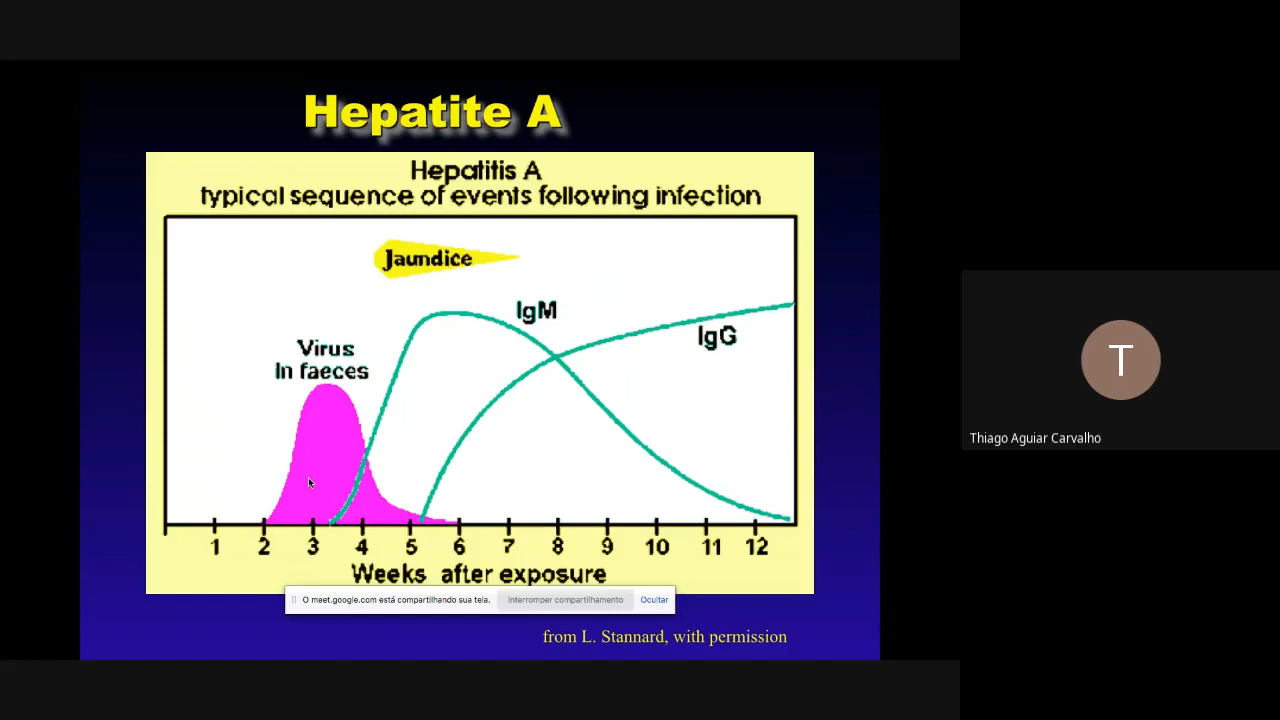 Hepatite A
Hepatitis A
typical sequence of events following infection
Jaundice
IgM
IgG
Virus
In faeces
1 2 3 4 5 6 7 8 9 10 11 12
Weeks after exposure
O meet.google.com está compartilhando sua tela. Interromper compartilhamento Ocultar
from L. Stannard, with permission
T
Thiago Aguiar Carvalho